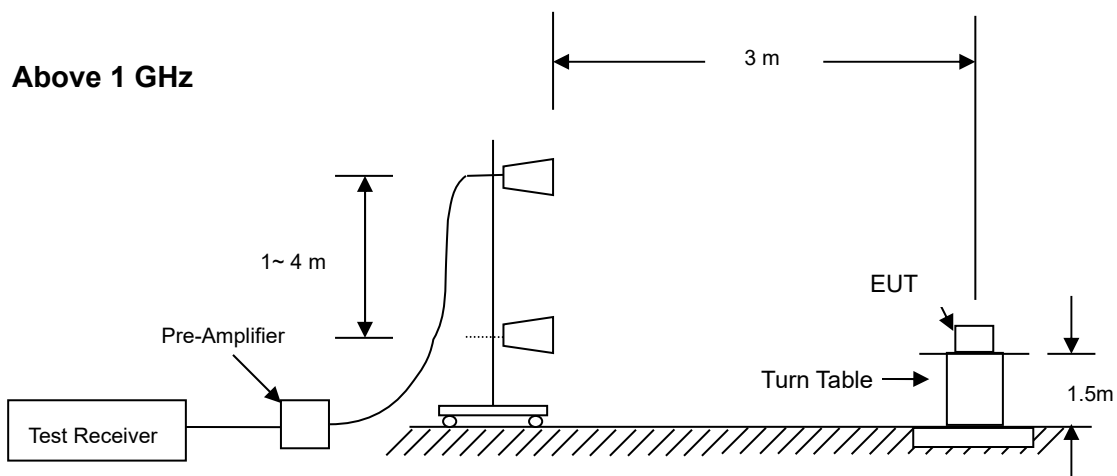 3 m
Above 1 GHz
1~ 4 m
EUT
Pre-Amplifier
Turn Table
1.5m
Test Receiver